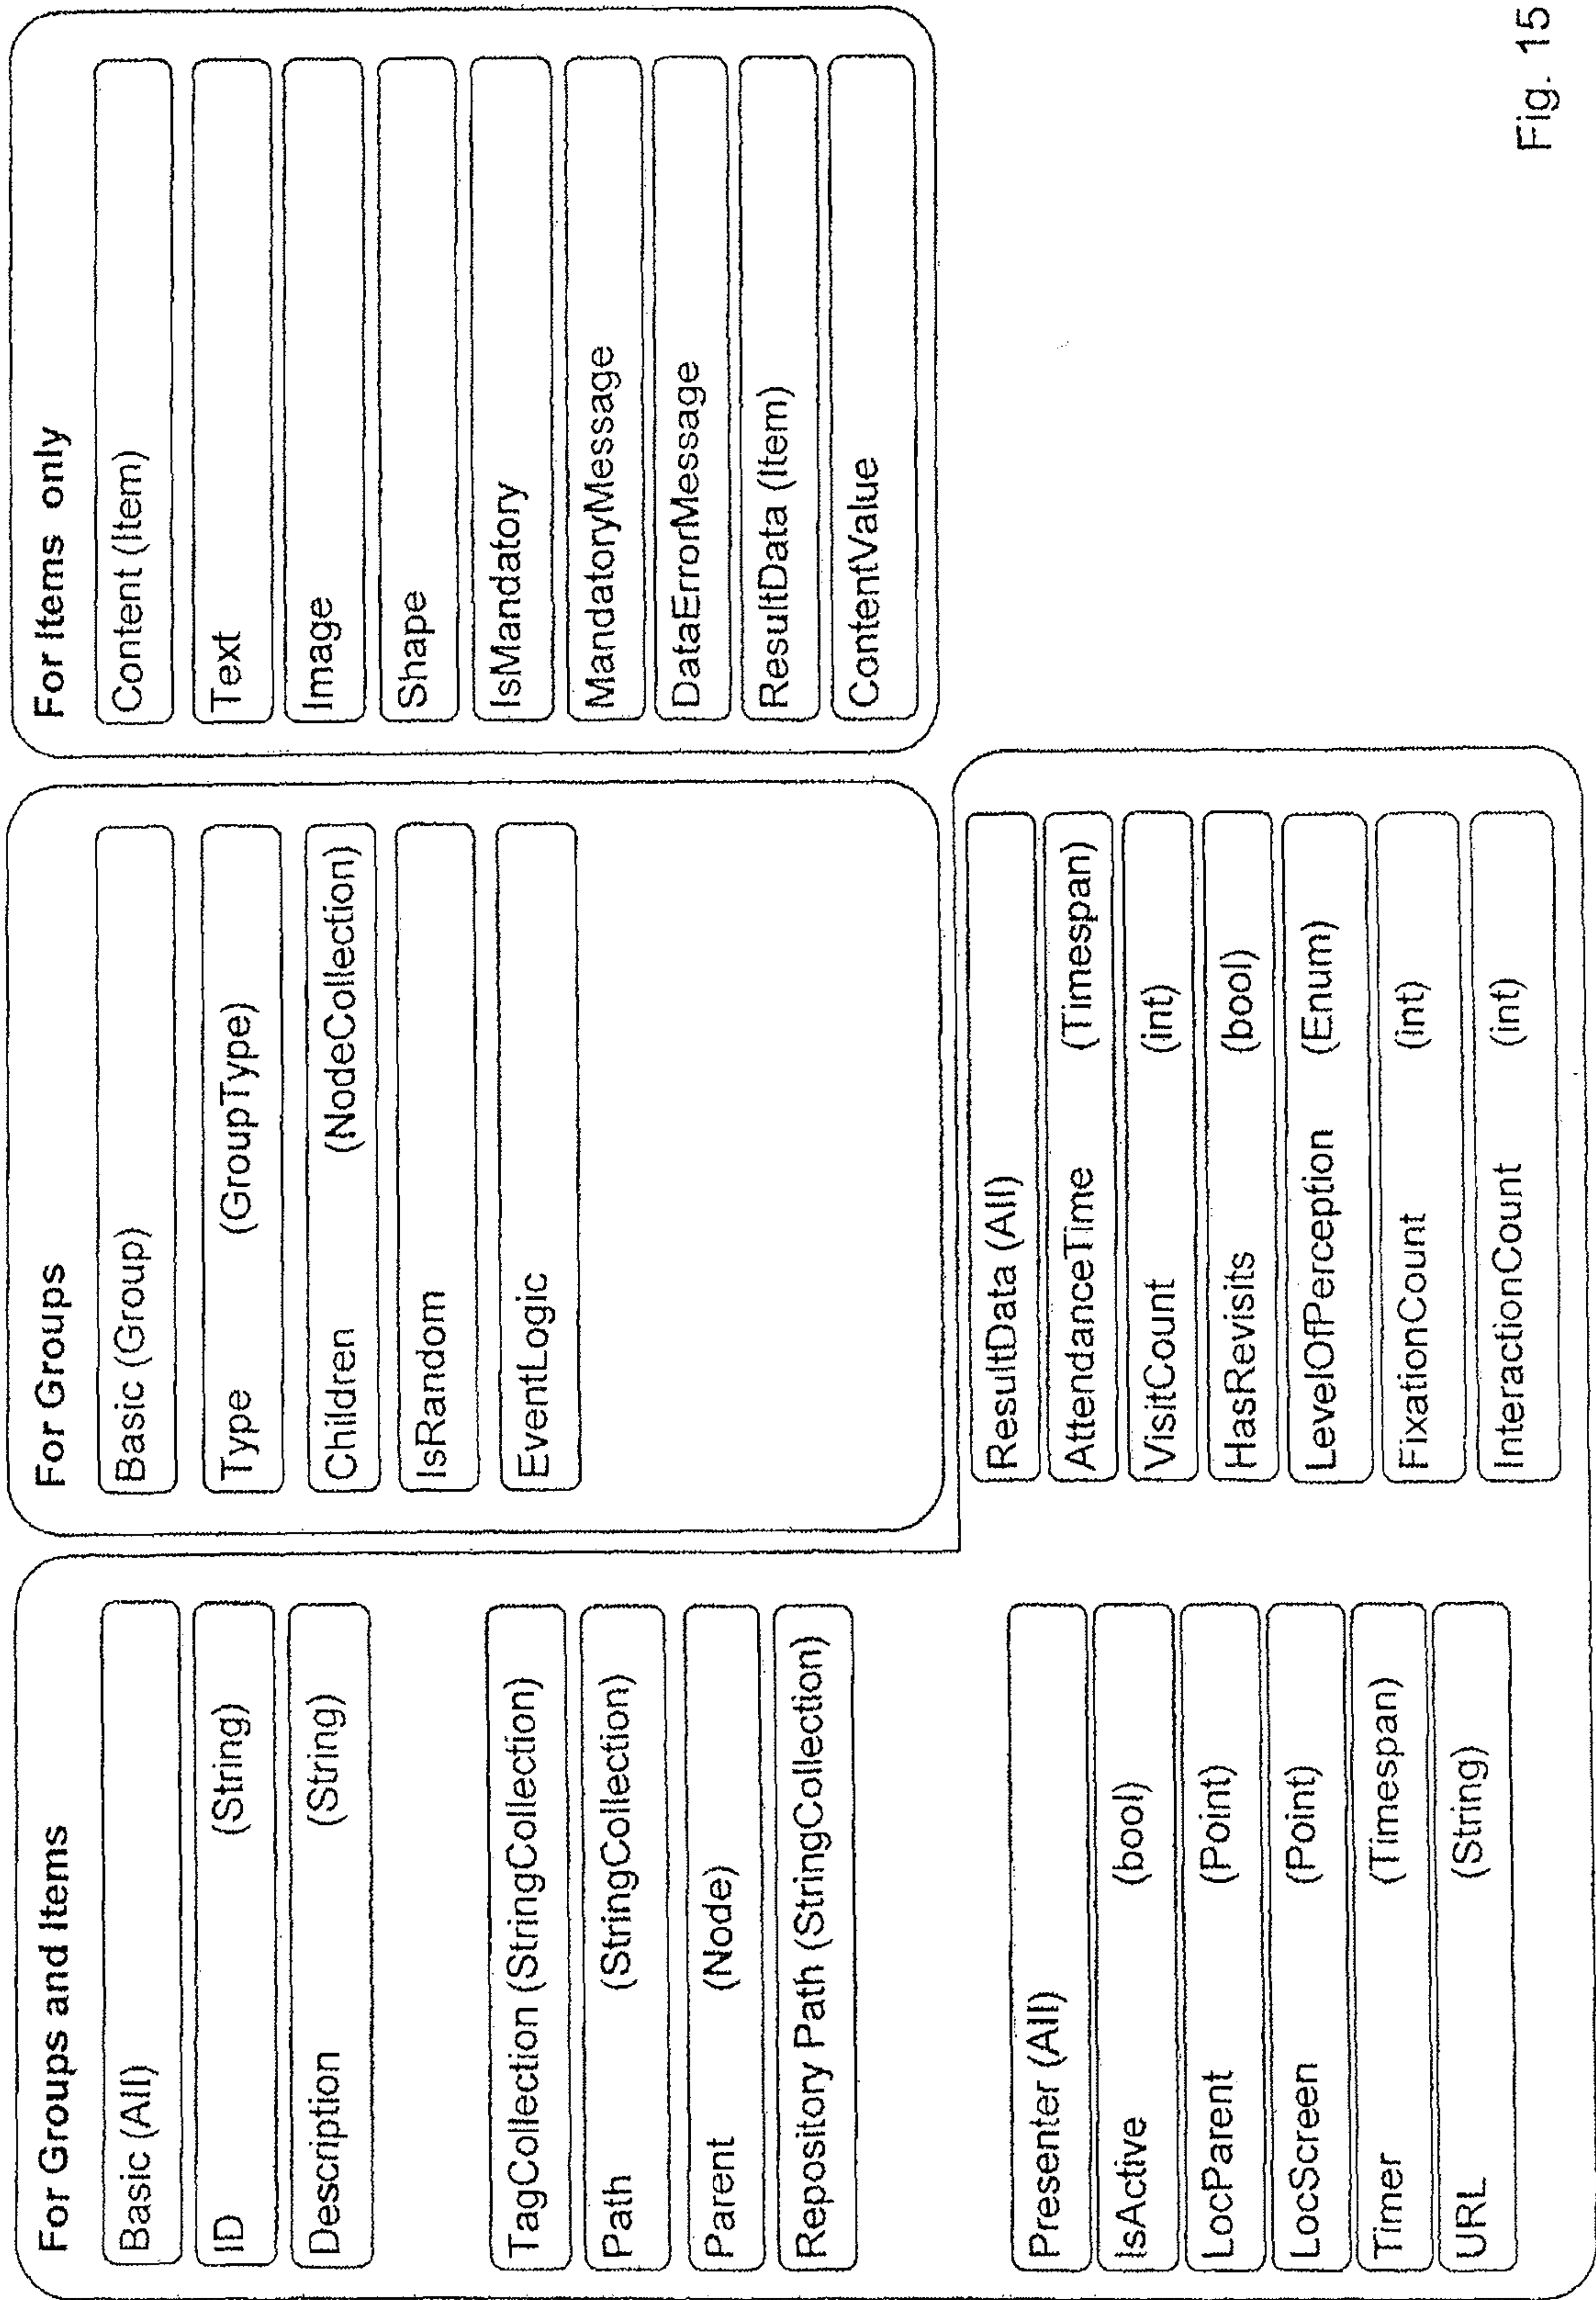 For Groups and Items
Basic (All)
ID (String)
Description (String)
TagCollection (StringCollection)
Path (StringCollection)
Parent (Node)
Repository Path (StringCollection)
Presenter (All)
IsActive (bool)
LocParent (Point)
LocScreen (Point)
Timer (Timespan)
URL (String)
ResultData (All)
AttendanceTime (Timespan)
VisitCount (int)
HasRevisits (bool)
LevelOfPerception (Enum)
FixationCount (int)
InteractionCount (int)
For Groups
Basic (Group)
Type (GroupType)
Children (NodeCollection)
IsRandom
EventLogic
For Items only
Content (Item)
Text
Image
Shape
IsMandatory
MandatoryMessage
DataErrorMessage
ResultData (Item)
ContentValue
Fig. 15